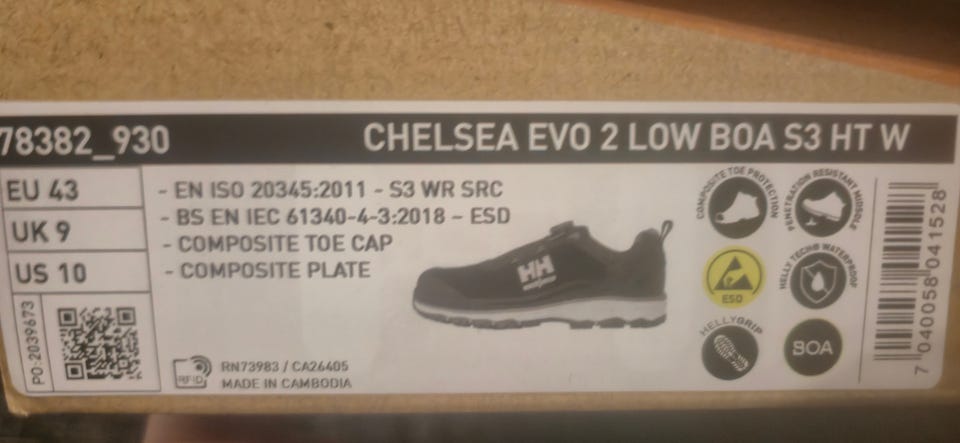 78382_930
CHELSEA EVO 2 LOW BOA S3 HT W
EU 43
UK 9
US 10
- EN ISO 20345:2011 - S3 WR SRC
- BS EN IEC 61340-4-3:2018 - ESD
- COMPOSITE TOE CAP
- COMPOSITE PLATE
HH
COMPOSITE TOE PROTECTION
PENETRATION RESISTANT MIDSOLE
ESD
HELLY TECH® WATERPROOF
HELLYGRIP
BOA
PO: 2039673
RFID
RN73983 / CA26405
MADE IN CAMBODIA
7 040058 041528